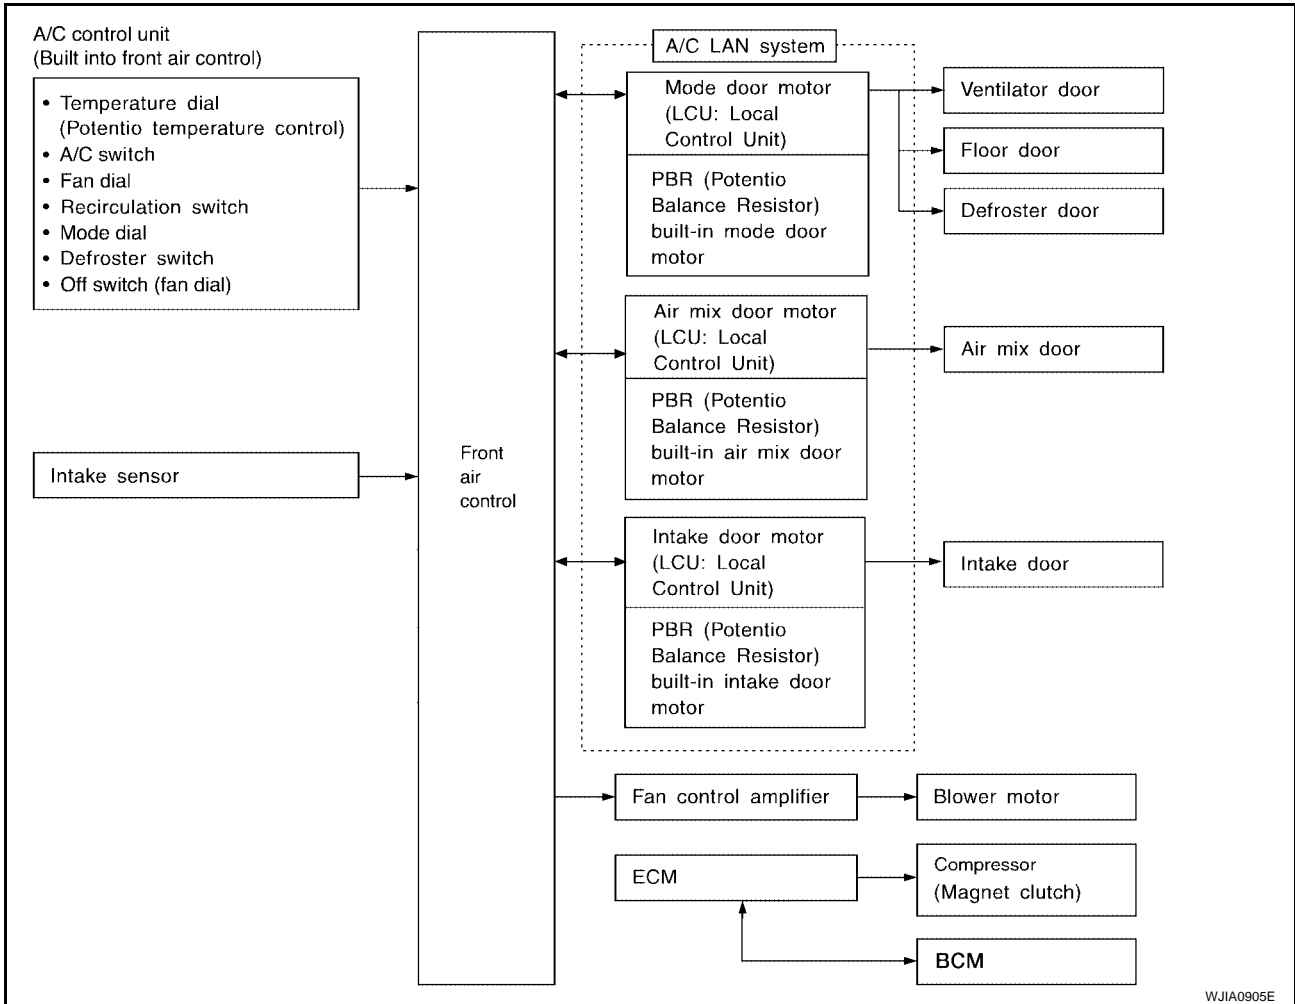 A/C control unit
(Built into front air control)
• Temperature dial
(Potentio temperature control)
• A/C switch
• Fan dial
• Recirculation switch
• Mode dial
• Defroster switch
• Off switch (fan dial)
Intake sensor
Front
air
control
A/C LAN system
Mode door motor
(LCU: Local
Control Unit)
PBR (Potentio
Balance Resistor)
built-in mode door
motor
Ventilator door
Floor door
Defroster door
Air mix door motor
(LCU: Local
Control Unit)
PBR (Potentio
Balance Resistor)
built-in air mix door
motor
Air mix door
Intake door motor
(LCU: Local
Control Unit)
PBR (Potentio
Balance Resistor)
built-in intake door
motor
Intake door
Fan control amplifier
Blower motor
ECM
Compressor
(Magnet clutch)
BCM
WJIA0905E